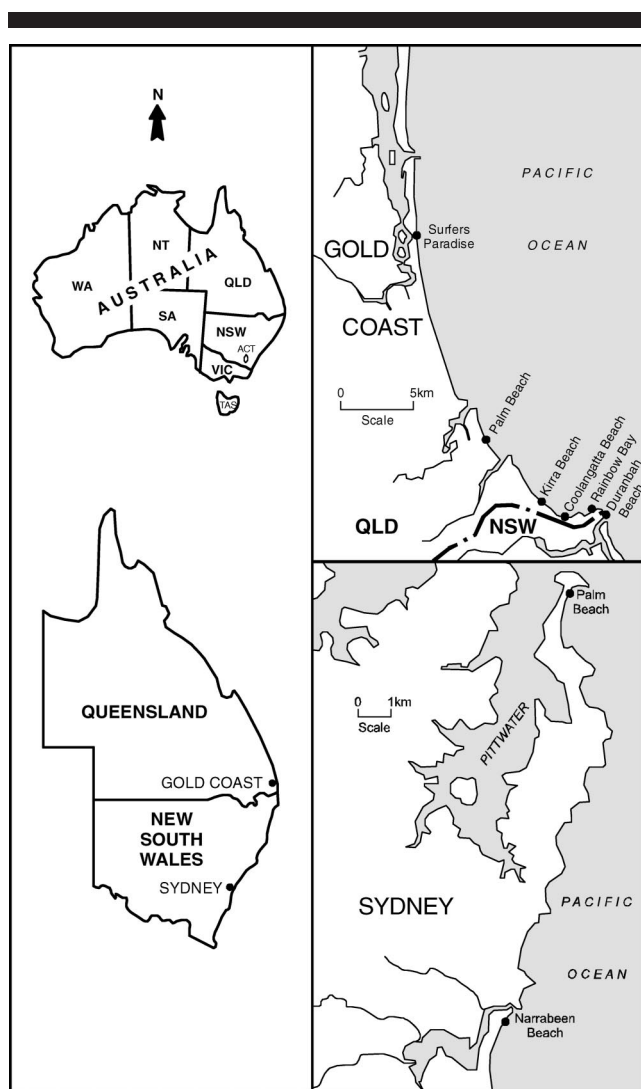 N
NT
WA
AUSTRALIA
QLD
SA
NSW
ACT
VIC
TAS
QUEENSLAND
GOLD COAST
NEW
SOUTH
WALES
SYDNEY
PACIFIC
OCEAN
Surfers
Paradise
GOLD
COAST
0 5km
Scale
Palm Beach
Kirra Beach
Coolangatta Beach
Rainbow Bay
Duranbah
Beach
QLD
NSW
Palm
Beach
0 1km
Scale
PITTWATER
SYDNEY
PACIFIC
OCEAN
Narrabeen
Beach